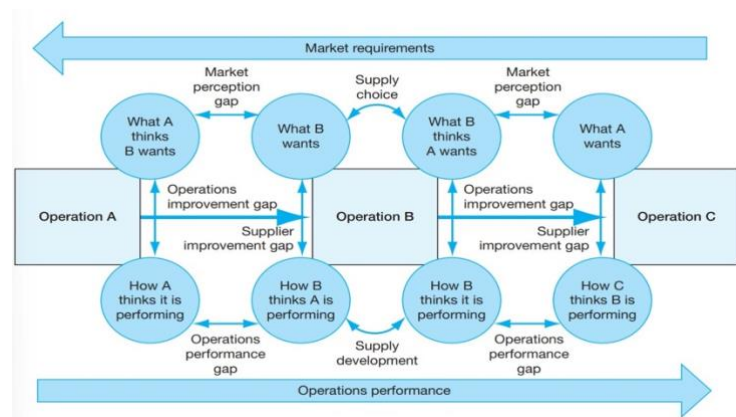 Market requirements
Market
perception
gap
Supply
choice
Market
perception
gap
What A
thinks
B wants
What B
wants
What B
thinks
A wants
What A
wants
Operation A
Operations
improvement gap
Supplier
improvement gap
Operation B
Operations
improvement gap
Supplier
improvement gap
Operation C
How A
thinks it is
performing
How B
thinks A is
performing
How B
thinks it is
performing
How C
thinks B is
performing
Operations
performance
gap
Supply
development
Operations
performance
gap
Operations performance